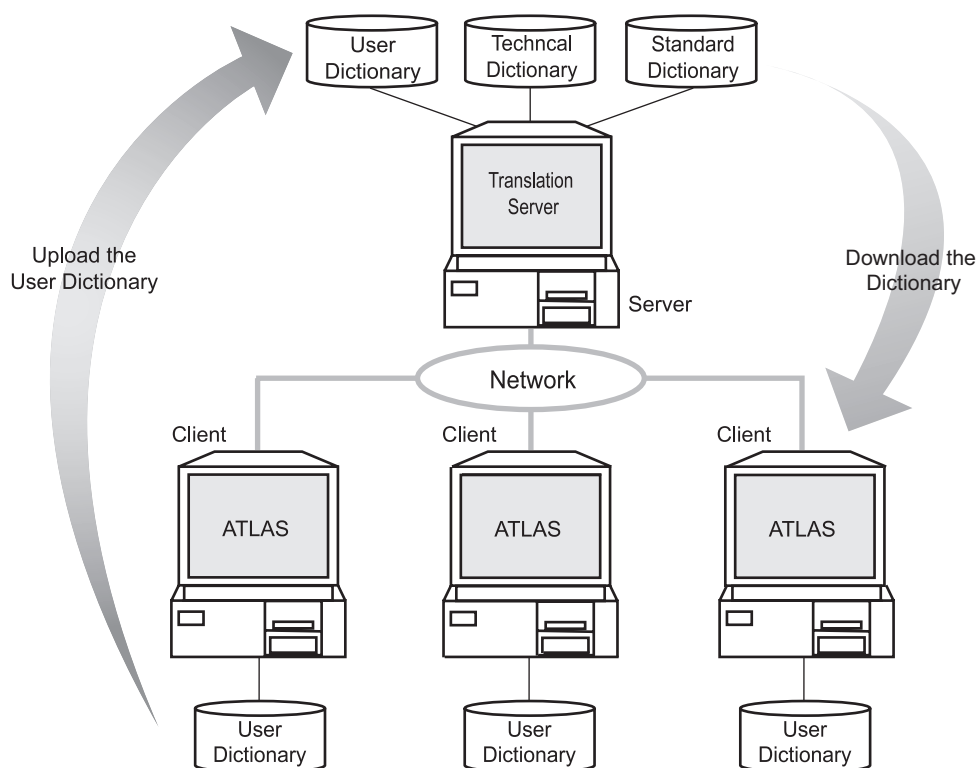 User
Dictionary
Techncal
Dictionary
Standard
Dictionary
Translation
Server
Upload the
User Dictionary
Download the
Dictionary
Server
Network
Client
Client
Client
ATLAS
ATLAS
ATLAS
User
Dictionary
User
Dictionary
User
Dictionary